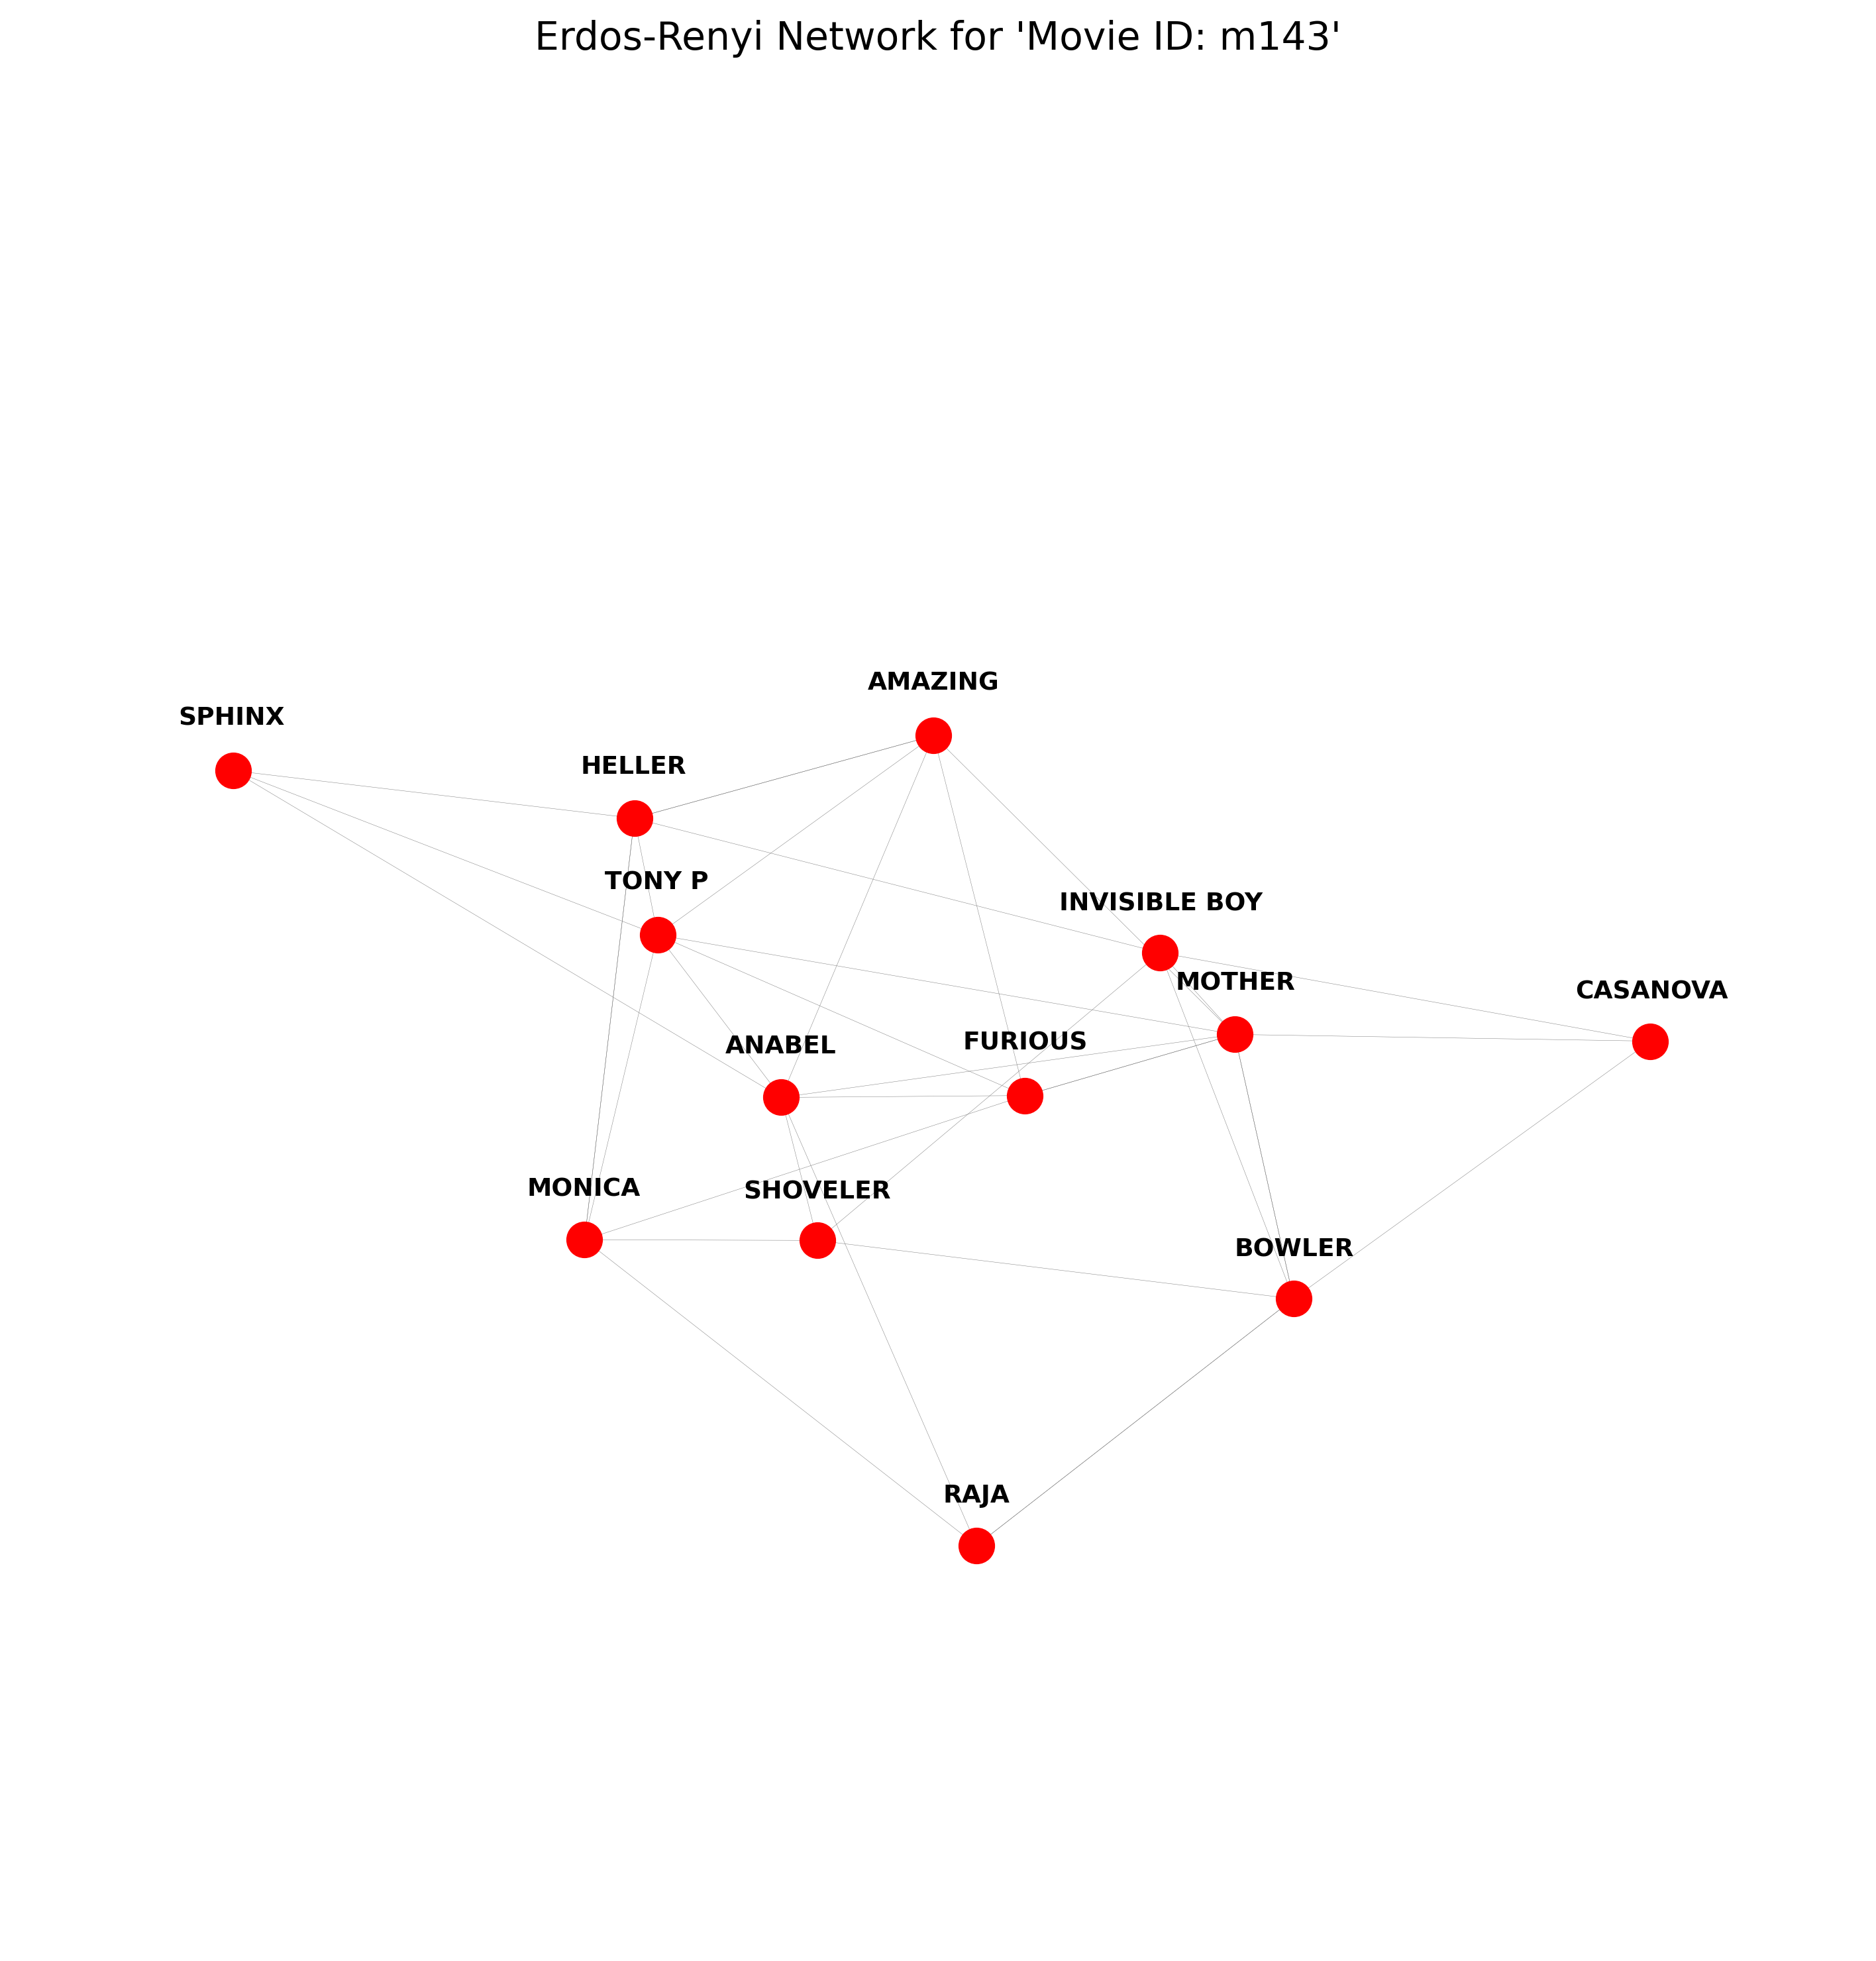 Erdos-Renyi Network for 'Movie ID: m143'
AMAZING
SPHINX
HELLER
TONY P
INVISIBLE BOY
MOTHER
CASANOVA
FURIOUS
ANABEL
MONICA
SHOVELER
BOWLER
RAJA